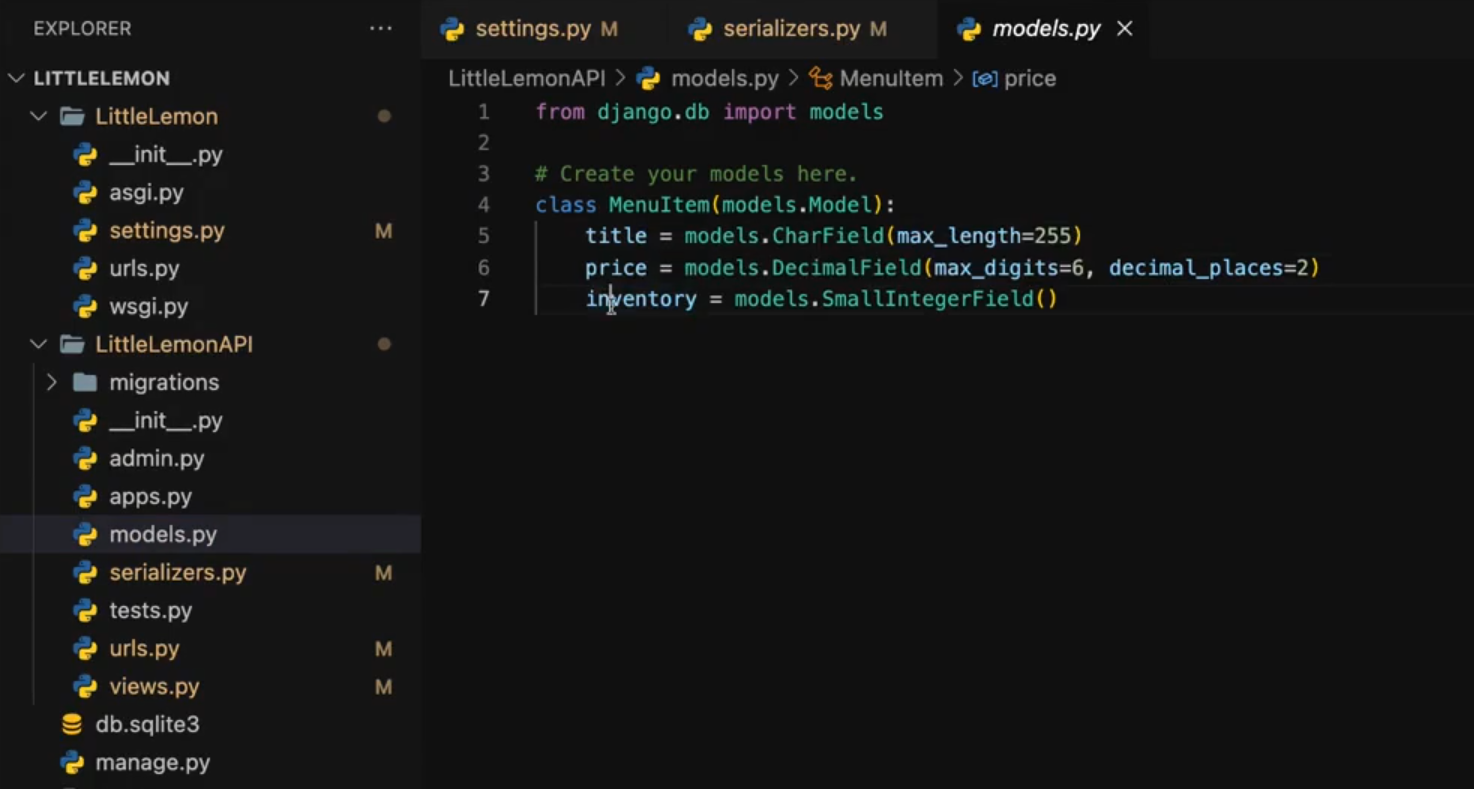 EXPLORER ...
LITTLELEMON
LittleLemon
__init__.py
asgi.py
settings.py M
urls.py
wsgi.py
LittleLemonAPI
migrations
__init__.py
admin.py
apps.py
models.py
serializers.py M
tests.py
urls.py M
views.py M
db.sqlite3
manage.py
settings.py M serializers.py M models.py
LittleLemonAPI > models.py > MenuItem > price
1 from django.db import models
2
3 # Create your models here.
4 class MenuItem(models.Model):
5 title = models.CharField(max_length=255)
6 price = models.DecimalField(max_digits=6, decimal_places=2)
7 inventory = models.SmallIntegerField()